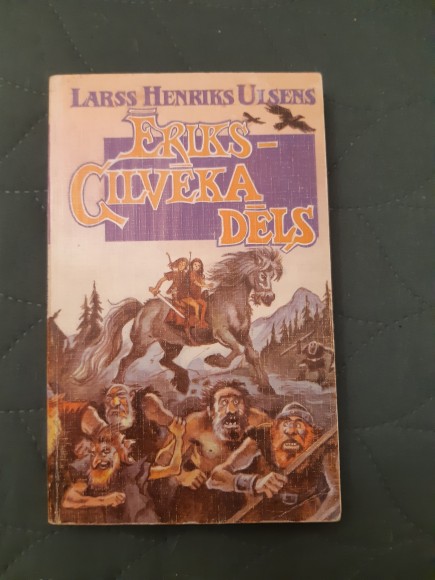 LARSS HENRIKS ULSENS
ĒRIKS –
CILVĒKA
DĒLS